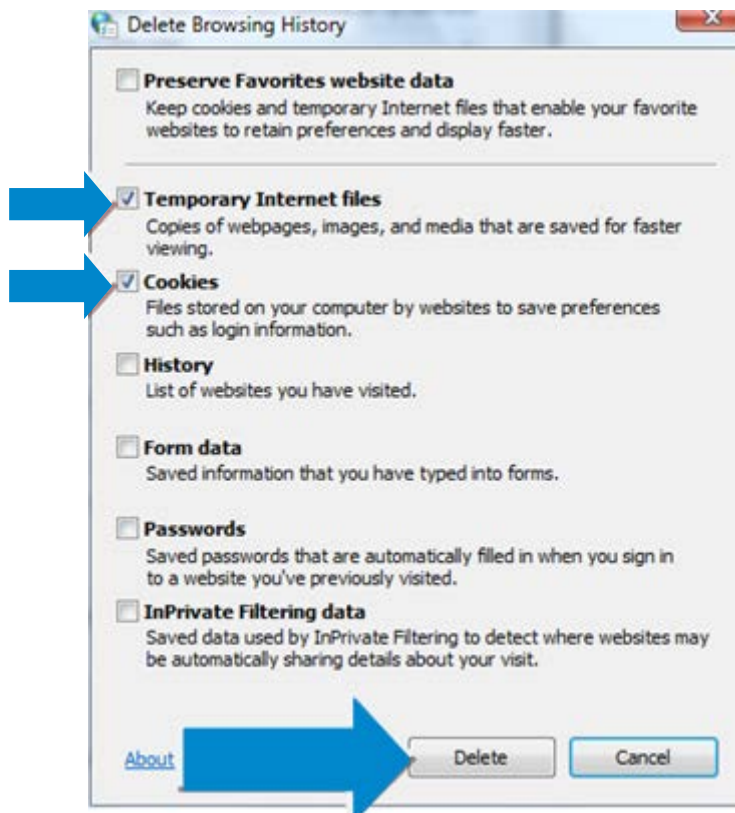 Delete Browsing History
Preserve Favorites website data
Keep cookies and temporary Internet files that enable your favorite
websites to retain preferences and display faster.
Temporary Internet files
Copies of webpages, images, and media that are saved for faster
viewing.
Cookies
Files stored on your computer by websites to save preferences
such as login information.
History
List of websites you have visited.
Form data
Saved information that you have typed into forms.
Passwords
Saved passwords that are automatically filled in when you sign in
to a website you've previously visited.
InPrivate Filtering data
Saved data used by InPrivate Filtering to detect where websites may
be automatically sharing details about your visit.
About
Delete
Cancel